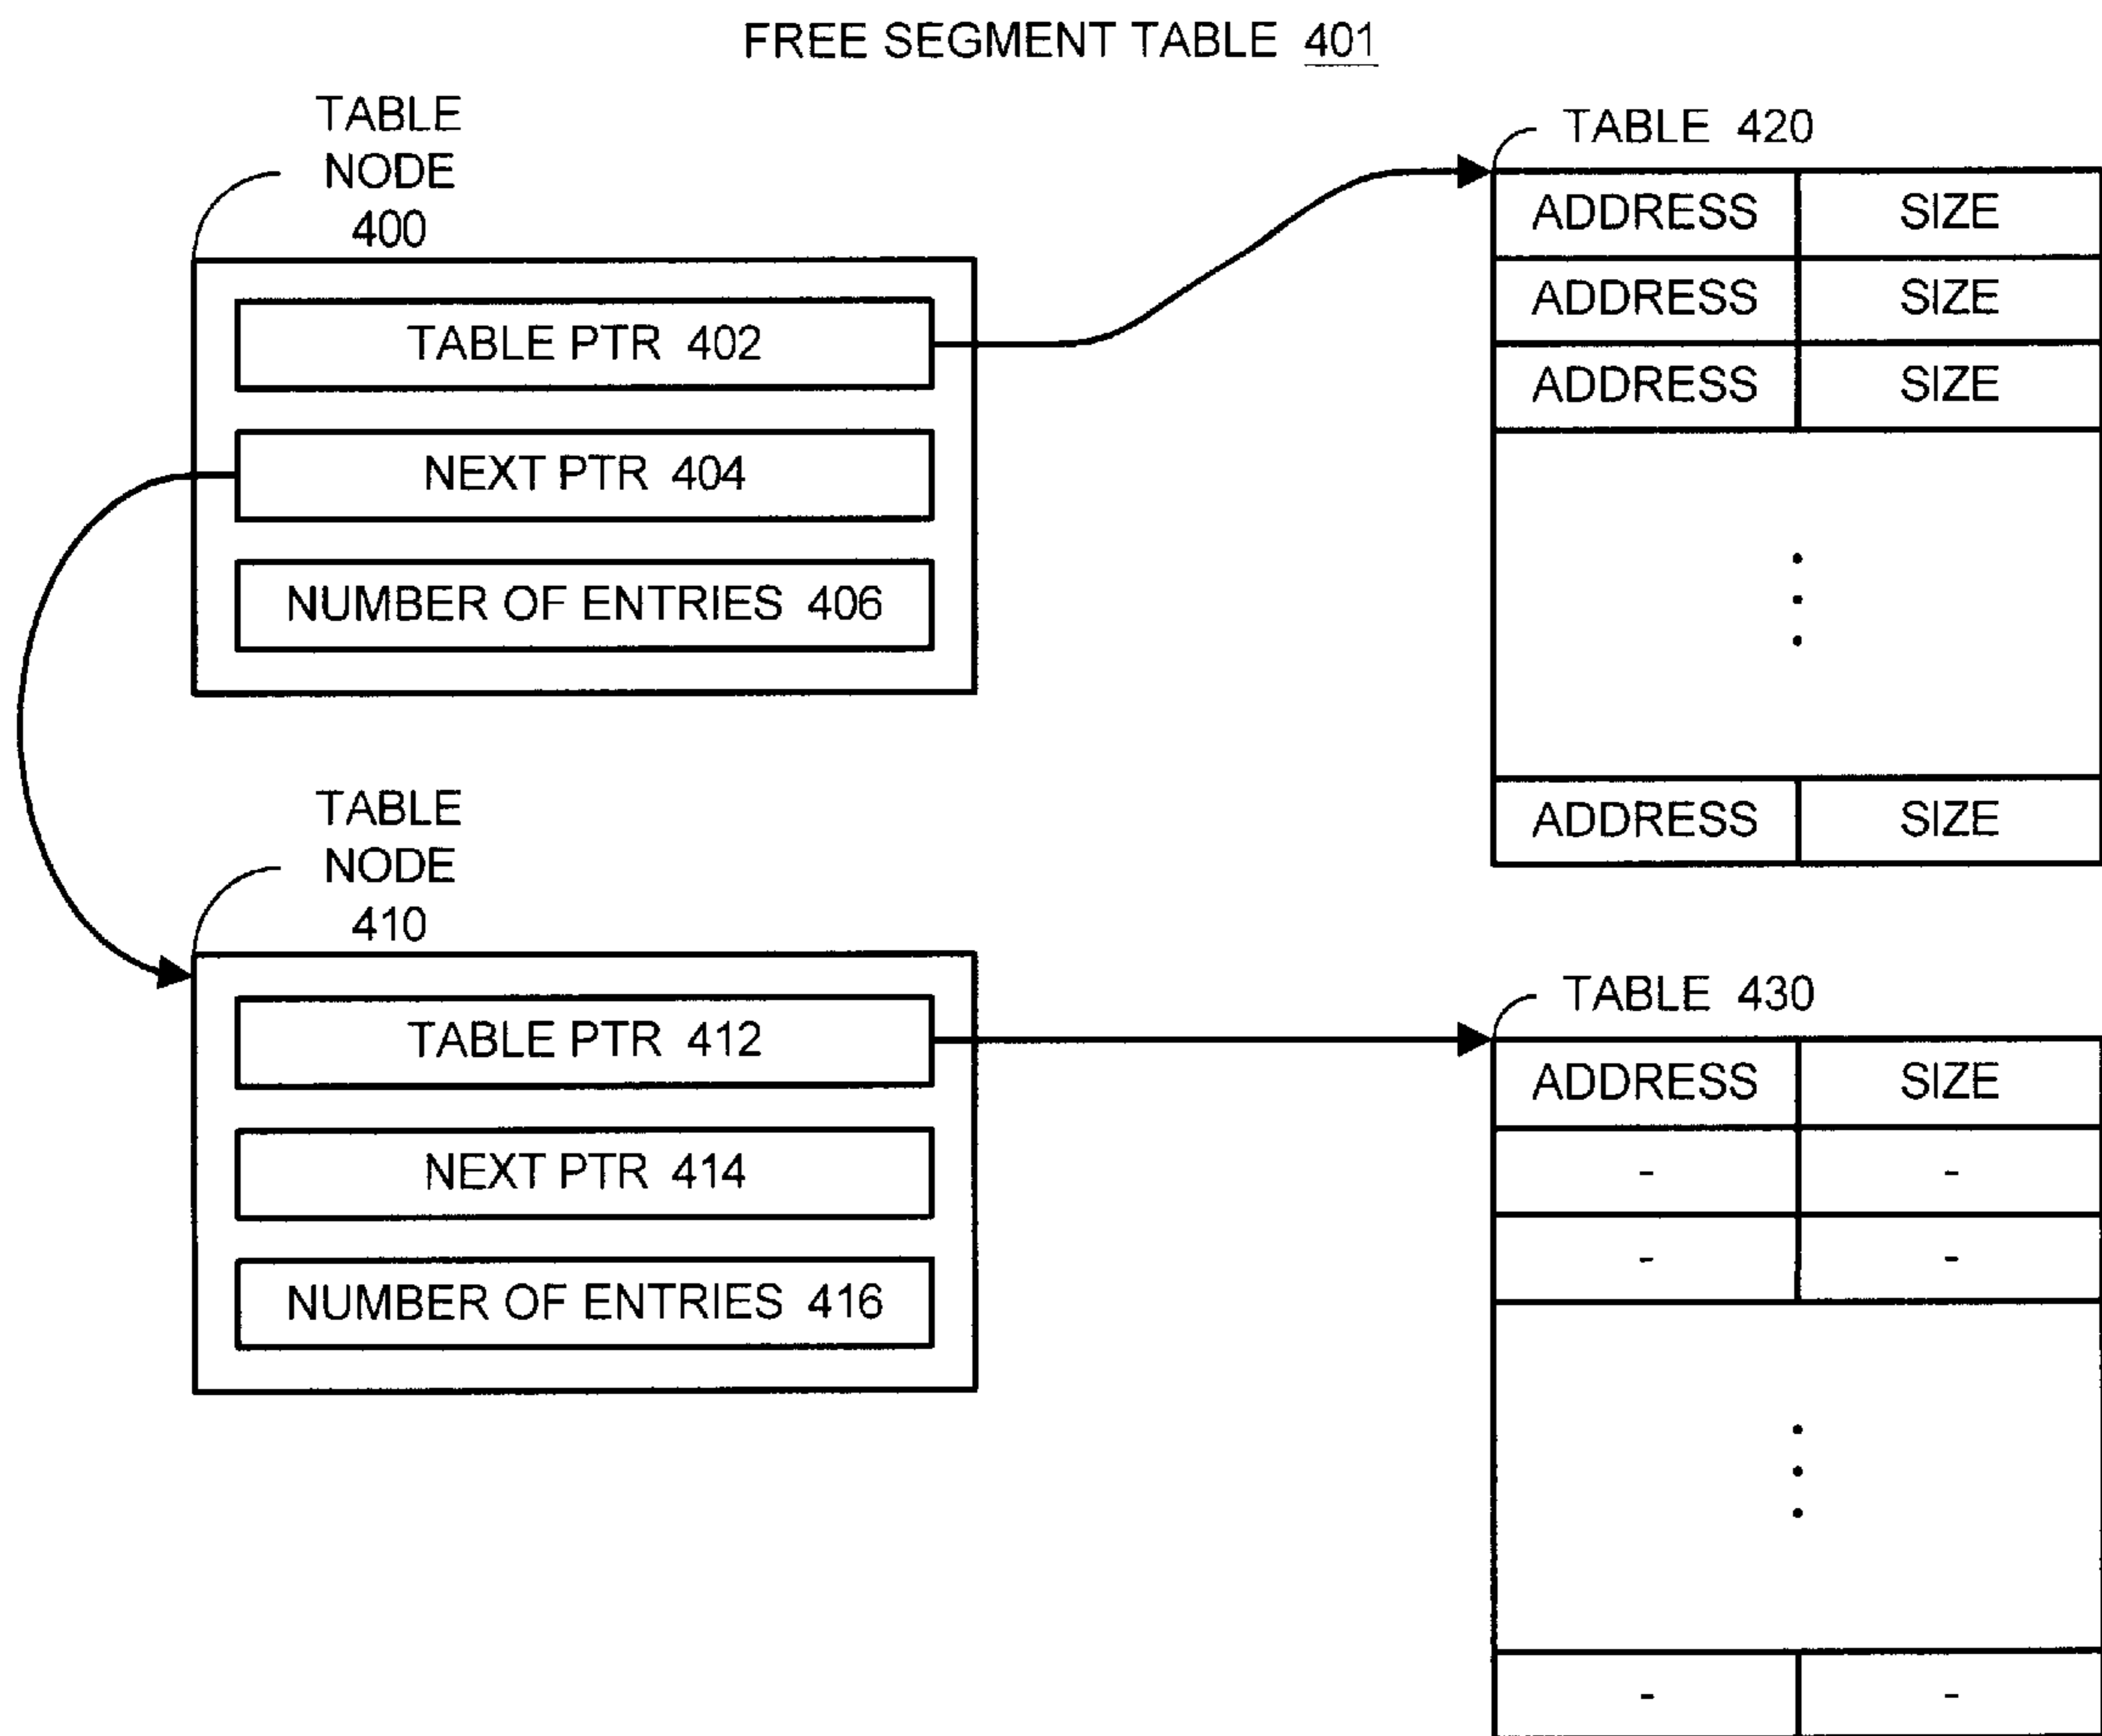 FREE SEGMENT TABLE 401
TABLE
NODE
400
TABLE PTR 402
NEXT PTR 404
NUMBER OF ENTRIES 406
TABLE 420
ADDRESS SIZE
ADDRESS SIZE
ADDRESS SIZE
ADDRESS SIZE
TABLE
NODE
410
TABLE PTR 412
NEXT PTR 414
NUMBER OF ENTRIES 416
TABLE 430
ADDRESS SIZE
- -
- -
- -